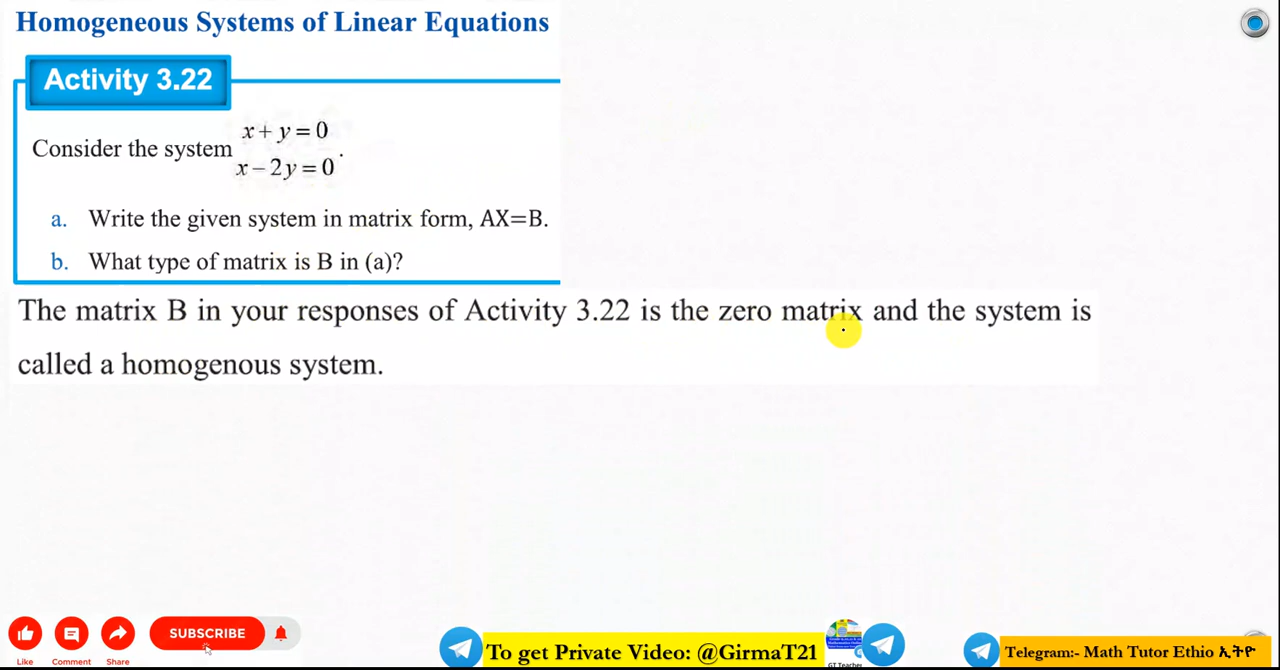 Homogeneous Systems of Linear Equations
Activity 3.22
x + y = 0
Consider the system
x − 2y = 0 .
a. Write the given system in matrix form, AX=B.
b. What type of matrix is B in (a)?
The matrix B in your responses of Activity 3.22 is the zero matrix and the system is
called a homogenous system.
SUBSCRIBE
Like Comment Share
To get Private Video: @GirmaT21
GT Teacher
Telegram:- Math Tutor Ethio ኢትዮ